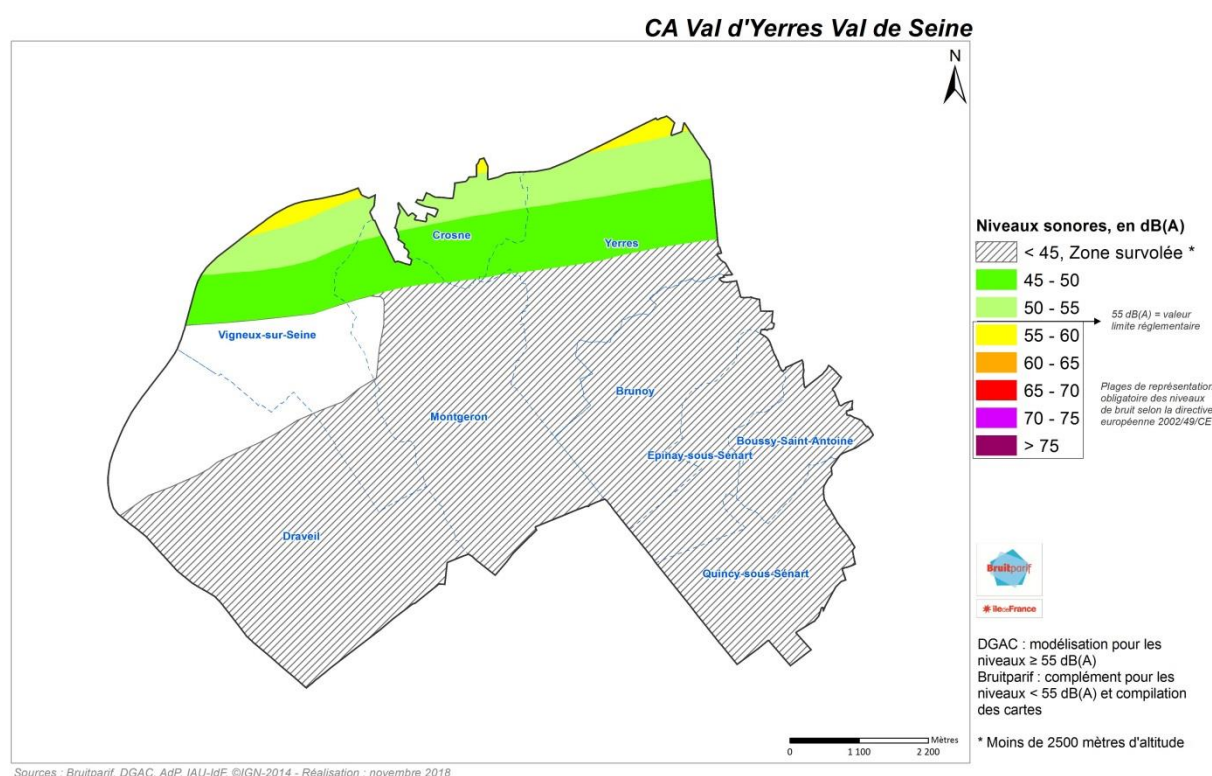 CA Val d'Yerres Val de Seine
N
Crosne
Yerres
Vigneux-sur-Seine
Brunoy
Montgeron
Boussy-Saint-Antoine
Épinay-sous-Sénart
Draveil
Quincy-sous-Sénart
Niveaux sonores, en dB(A)
< 45, Zone survolée *
45 - 50
50 - 55
55 dB(A) = valeur
limite réglementaire
55 - 60
60 - 65
65 - 70
70 - 75
> 75
Plages de représentation
obligatoire des niveaux
de bruit selon la directive
européenne 2002/49/CE
Bruitparif
îledeFrance
DGAC : modélisation pour les
niveaux ≥ 55 dB(A)
Bruitparif : complément pour les
niveaux < 55 dB(A) et compilation
des cartes
* Moins de 2500 mètres d'altitude
Mètres
0 1 100 2 200
Sources : Bruitparif, DGAC, AdP, IAU-IdF, ©IGN-2014 - Réalisation : novembre 2018